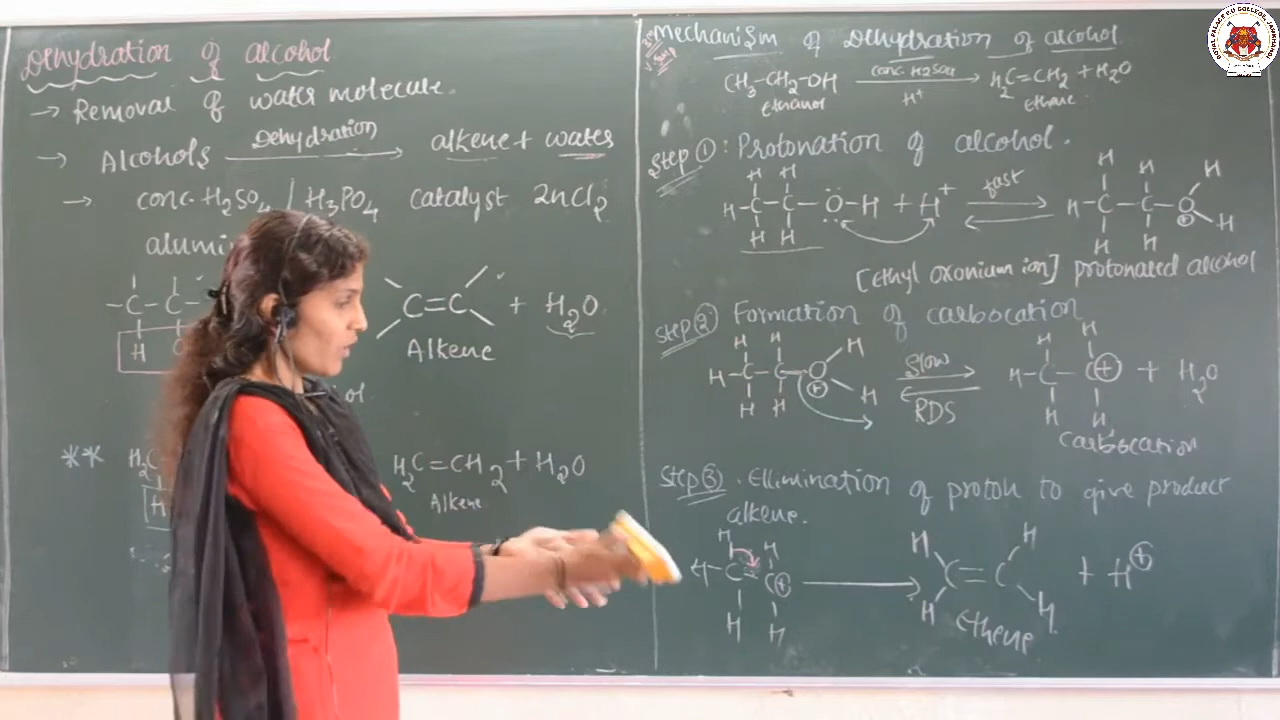 Dehydration of alcohol
→ Removal of water molecule.
→ Alcohols Dehydration → alkene + water
→ conc. H2SO4 / H3PO4 catalyst ZnCl2
alumi
-C-C
H
C=C + H2O
Alkene
ol
** H2C
H
H2C=CH2 + H2O
Alkene
Mechanism of Dehydration of alcohol
CH3-CH2-OH conc. H2SO4 H+ → H2C=CH2 + H2O
ethanol
Step ①: Protonation of alcohol.
H H
H-C-C-O-H + H+ fast ⇌ H-C-C-O⊕ H H
H H
[Ethyl oxonium ion] protonated alcohol
Step ② Formation of carbocation
H H
H-C-C-O⊕ H H slow ⇌ RDS H-C-C⊕ + H2O
H H
carbocation
Step ③. Ellimination of proton to give product
alkene.
H H
H-C-C⊕ → H H C=C H H + H⊕
H H
Ethene